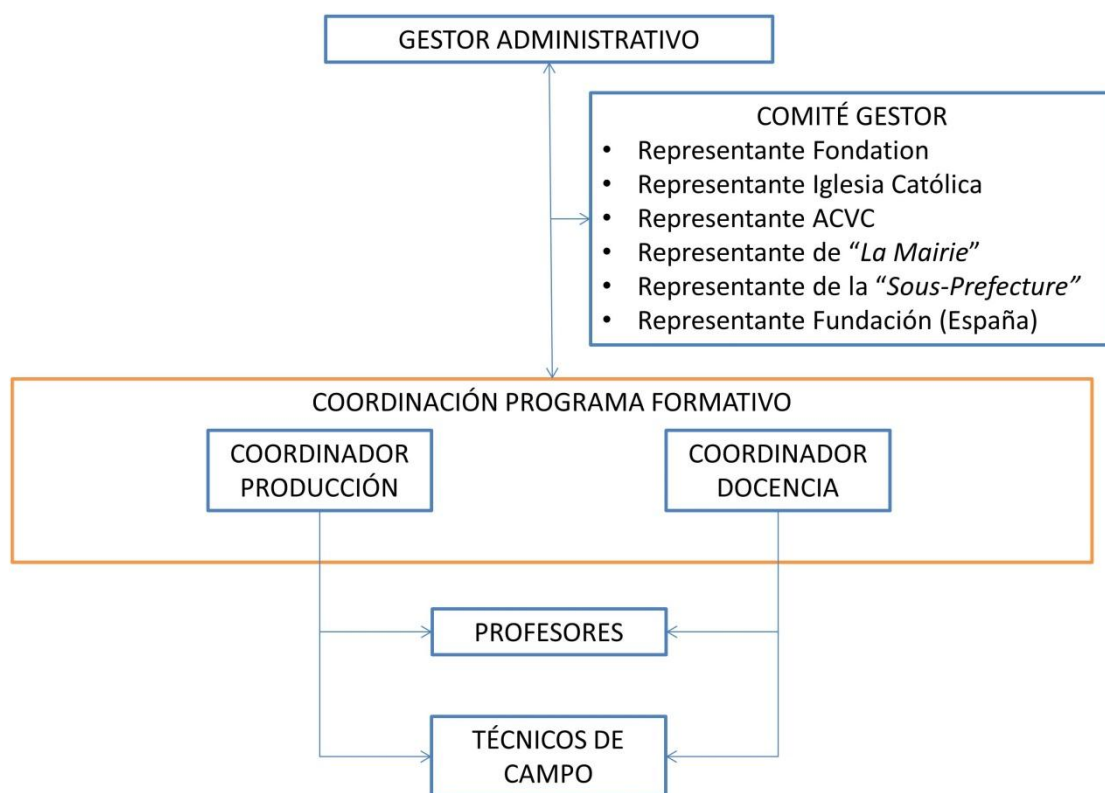 GESTOR ADMINISTRATIVO
COMITÉ GESTOR
• Representante Fondation
• Representante Iglesia Católica
• Representante ACVC
• Representante de “La Mairie”
• Representante de la “Sous-Prefecture”
• Representante Fundación (España)
COORDINACIÓN PROGRAMA FORMATIVO
COORDINADOR
PRODUCCIÓN
COORDINADOR
DOCENCIA
PROFESORES
TÉCNICOS DE
CAMPO